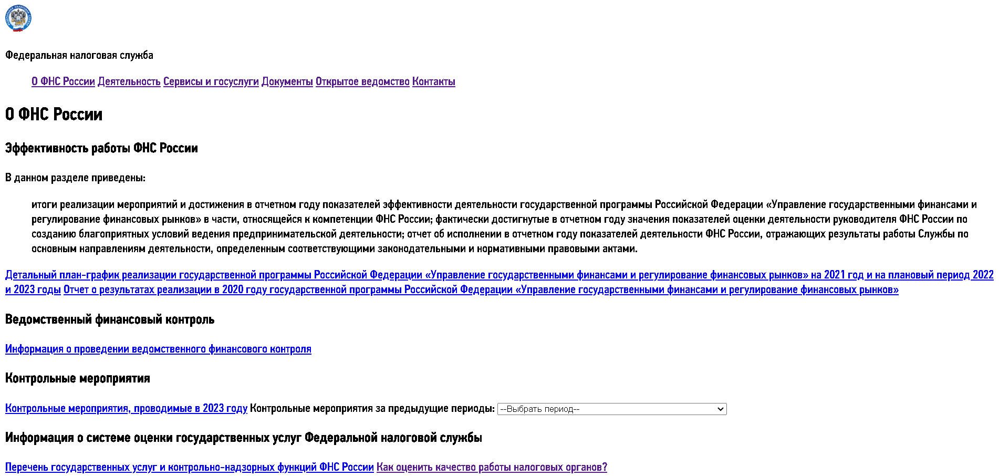 Федеральная налоговая служба
О ФНС России Деятельность Сервисы и госуслуги Документы Открытое ведомство Контакты
О ФНС России
Эффективность работы ФНС России
В данном разделе приведены:
итоги реализации мероприятий и достижения в отчетном году показателей эффективности деятельности государственной программы Российской Федерации «Управление государственными финансами и
регулирование финансовых рынков» в части, относящейся к компетенции ФНС России; фактически достигнутые в отчетном году значения показателей оценки деятельности руководителя ФНС России по
созданию благоприятных условий ведения предпринимательской деятельности; отчет об исполнении в отчетном году показателей деятельности ФНС России, отражающих результаты работы Службы по
основным направлениям деятельности, определенным соответствующими законодательными и нормативными правовыми актами.
Детальный план-график реализации государственной программы Российской Федерации «Управление государственными финансами и регулирование финансовых рынков» на 2021 год и на плановый период 2022
и 2023 годы Отчет о результатах реализации в 2020 году государственной программы Российской Федерации «Управление государственными финансами и регулирование финансовых рынков»
Ведомственный финансовый контроль
Информация о проведении ведомственного финансового контроля
Контрольные мероприятия
Контрольные мероприятия, проводимые в 2023 году Контрольные мероприятия за предыдущие периоды: --Выбрать период--
Информация о системе оценки государственных услуг Федеральной налоговой службы
Перечень государственных услуг и контрольно-надзорных функций ФНС России Как оценить качество работы налоговых органов?